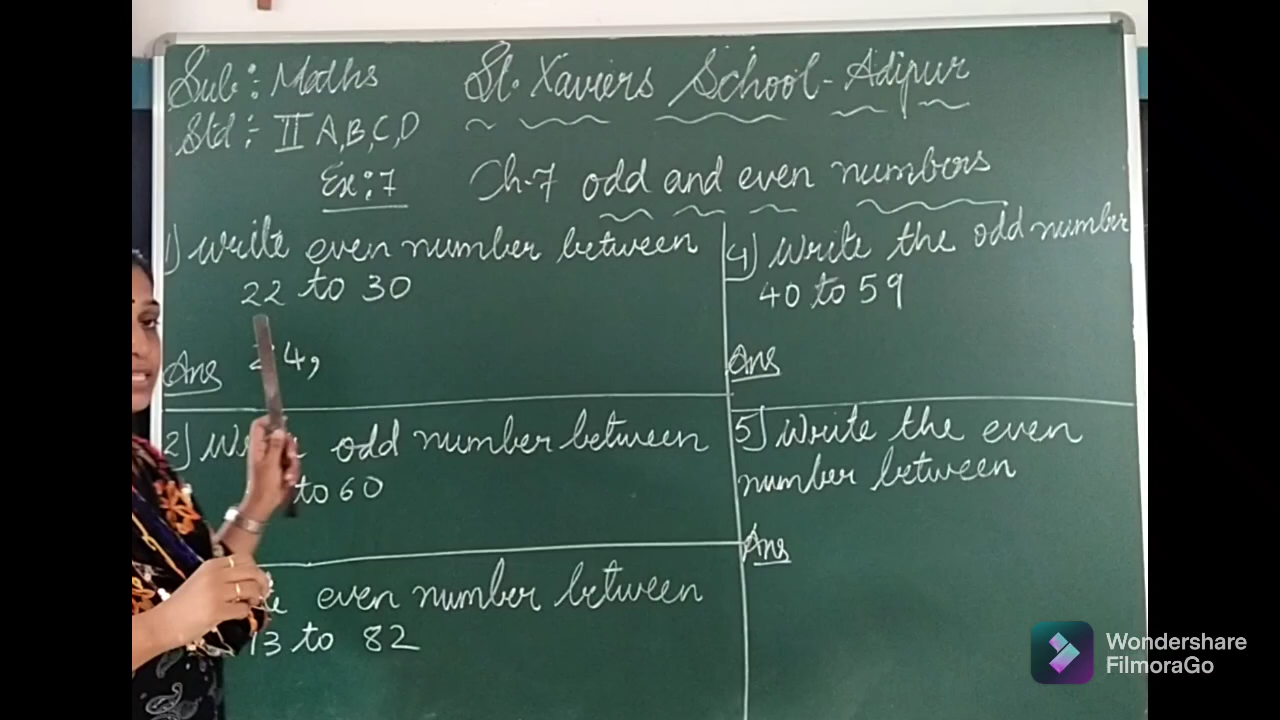 Sub:- Maths
St. Xaviers School-Adipur
Std :- II A,B,C,D
Ex:7
Ch-7 odd and even numbers
1) Write even number between
22 to 30
Ans 24,
2) odd number between
to 60
even number between
to 82
4) Write the odd number
40 to 59
Ans
5) Write the even
number between
Ans
Wondershare
FilmoraGo